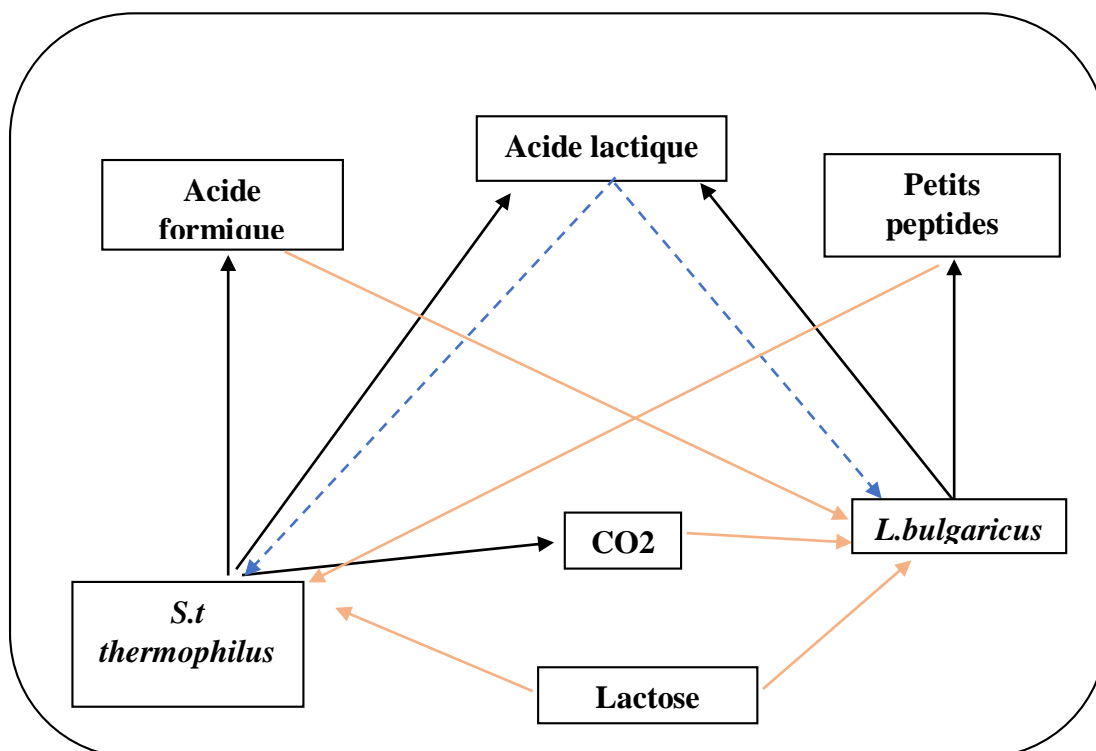 Acide lactique
Acide
formique
Petits
peptides
CO2
L.bulgaricus
S.t
thermophilus
Lactose